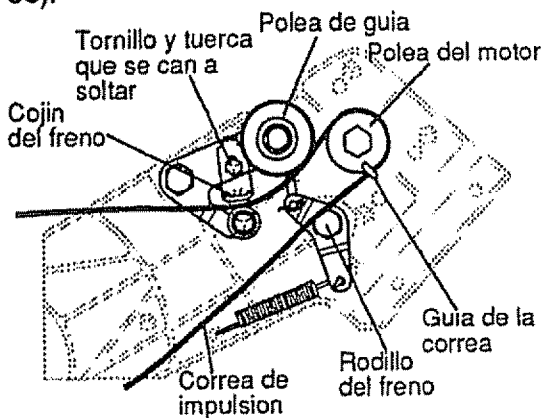 Polea de guia
Tornillo y tuerca
que se can a
soltar
Polea del motor
Cojin
del freno
Guia de la
correa
Rodillo
del freno
Correa de
impulsion